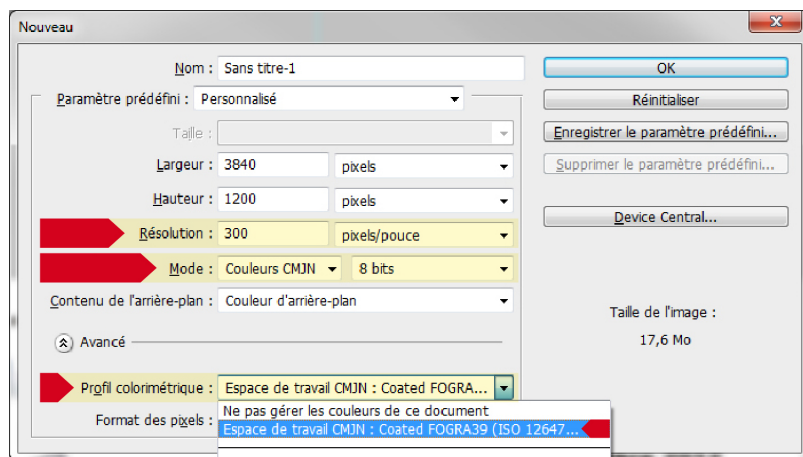 Nouveau
Nom : Sans titre-1
OK
Paramètre prédéfini : Personnalisé
Réinitialiser
Taille :
Enregistrer le paramètre prédéfini...
Largeur : 3840 pixels
Supprimer le paramètre prédéfini...
Hauteur : 1200 pixels
Device Central...
Résolution : 300 pixels/pouce
Mode : Couleurs CMJN 8 bits
Contenu de l'arrière-plan : Couleur d'arrière-plan
Taille de l'image :
17,6 Mo
Avancé
Profil colorimétrique : Espace de travail CMJN : Coated FOGRA...
Ne pas gérer les couleurs de ce document
Format des pixels :
Espace de travail CMJN : Coated FOGRA39 (ISO 12647...